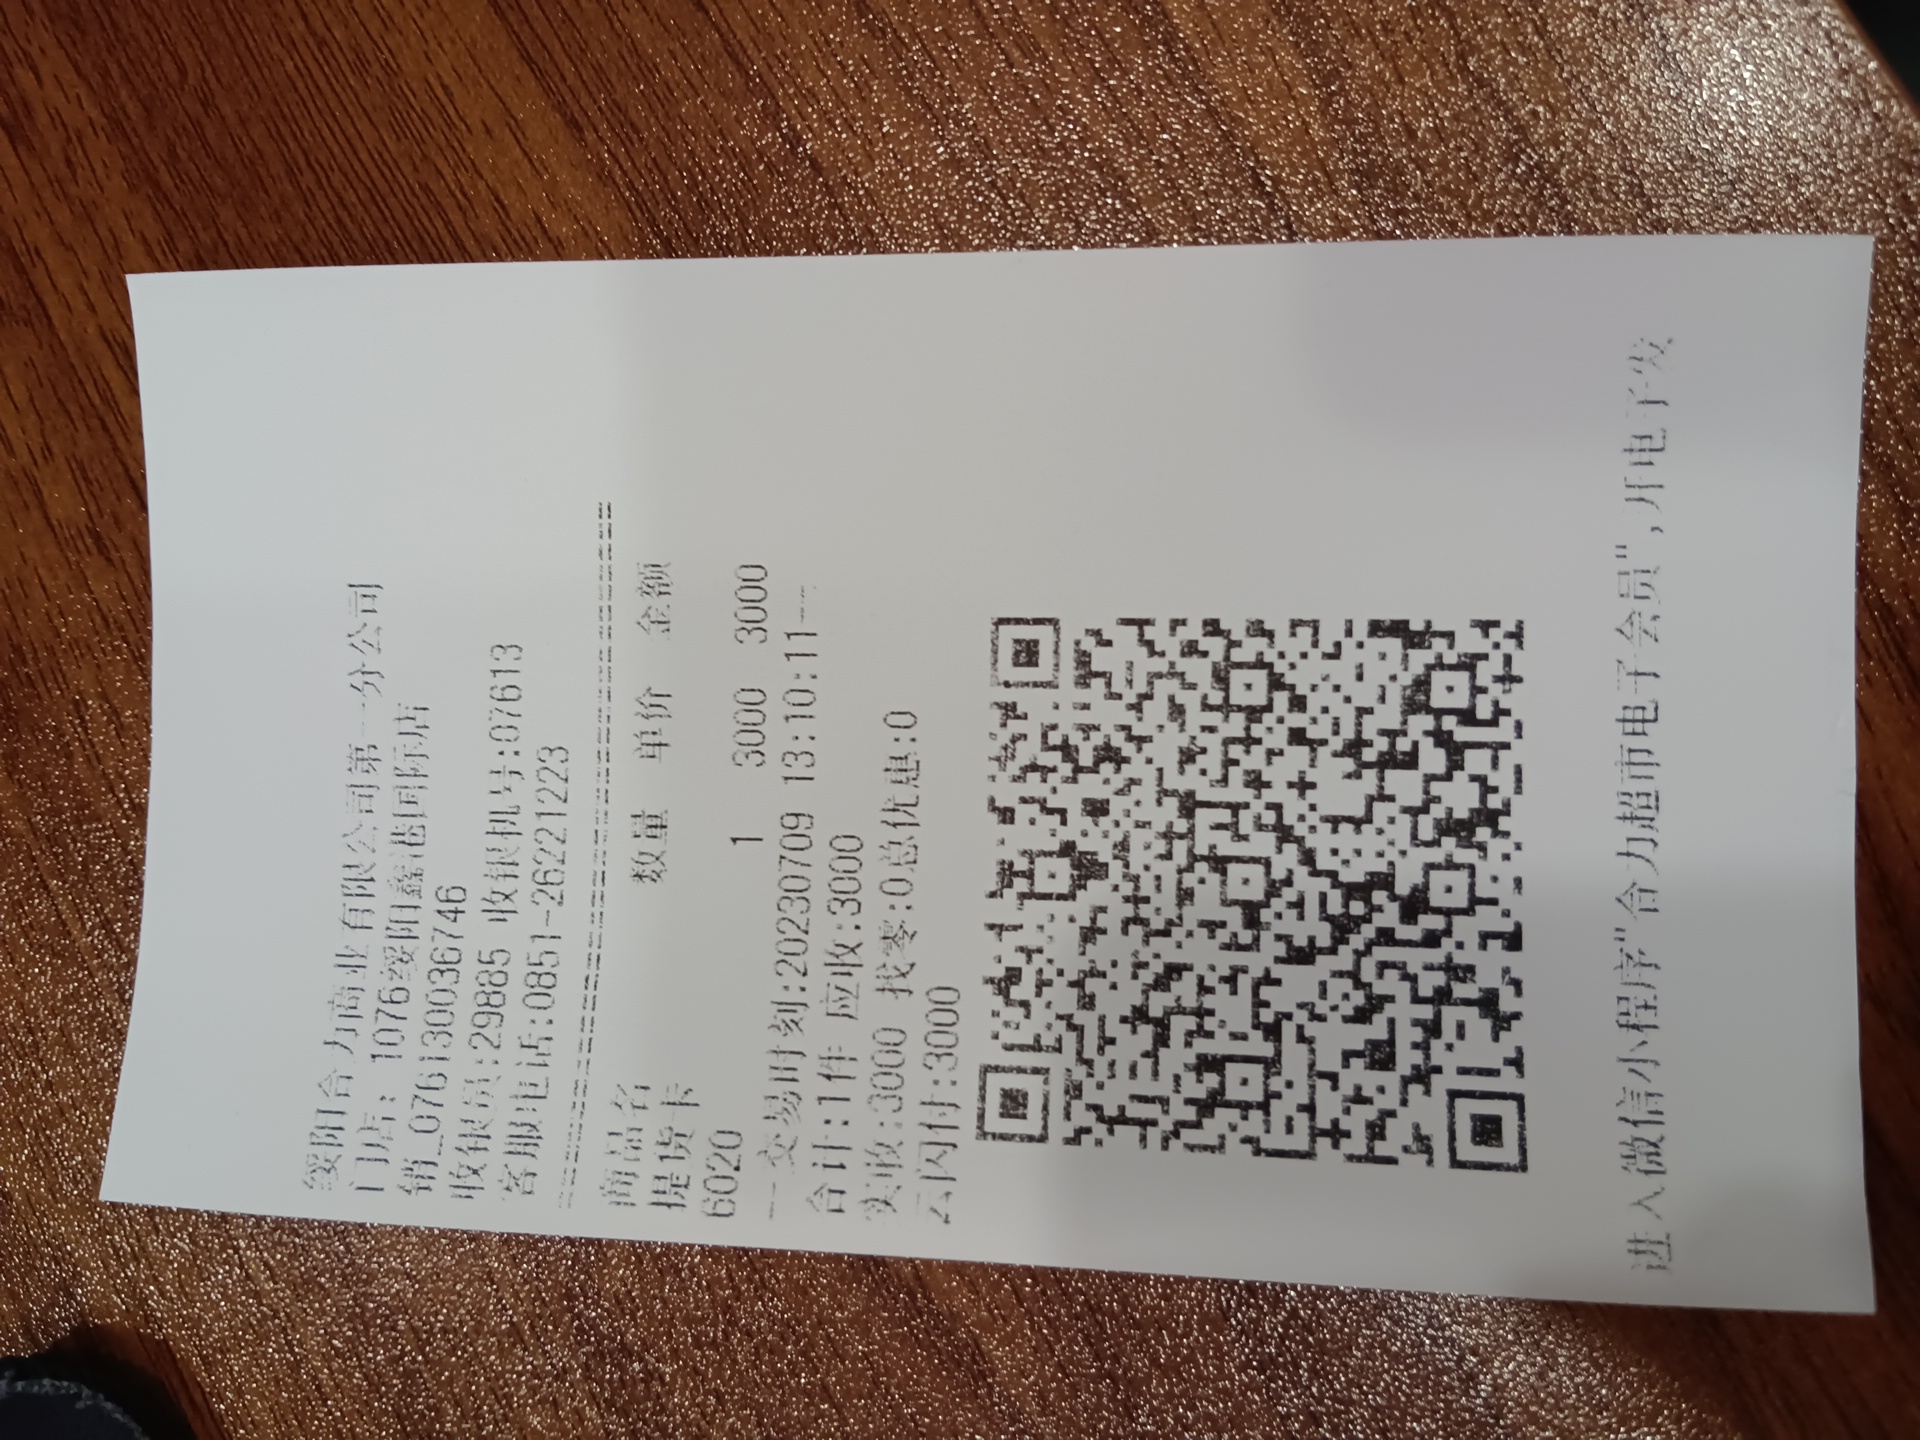 绥阳合力商业有限公司第一分公司
门店: 1076绥阳鑫港国际店
销_0761300036746
收银员:29885 收银机号:07613
客服电话:0851-26221223
==============================
商品名 数量 单价 金额
提货卡
6020 1 3000 3000
--交易时刻:20230709 13:10:11--
合计:1件 应收:3000
实收:3000 找零:0总优惠:0
云闪付:3000
进入微信小程序"合力超市电子会员",开电子发